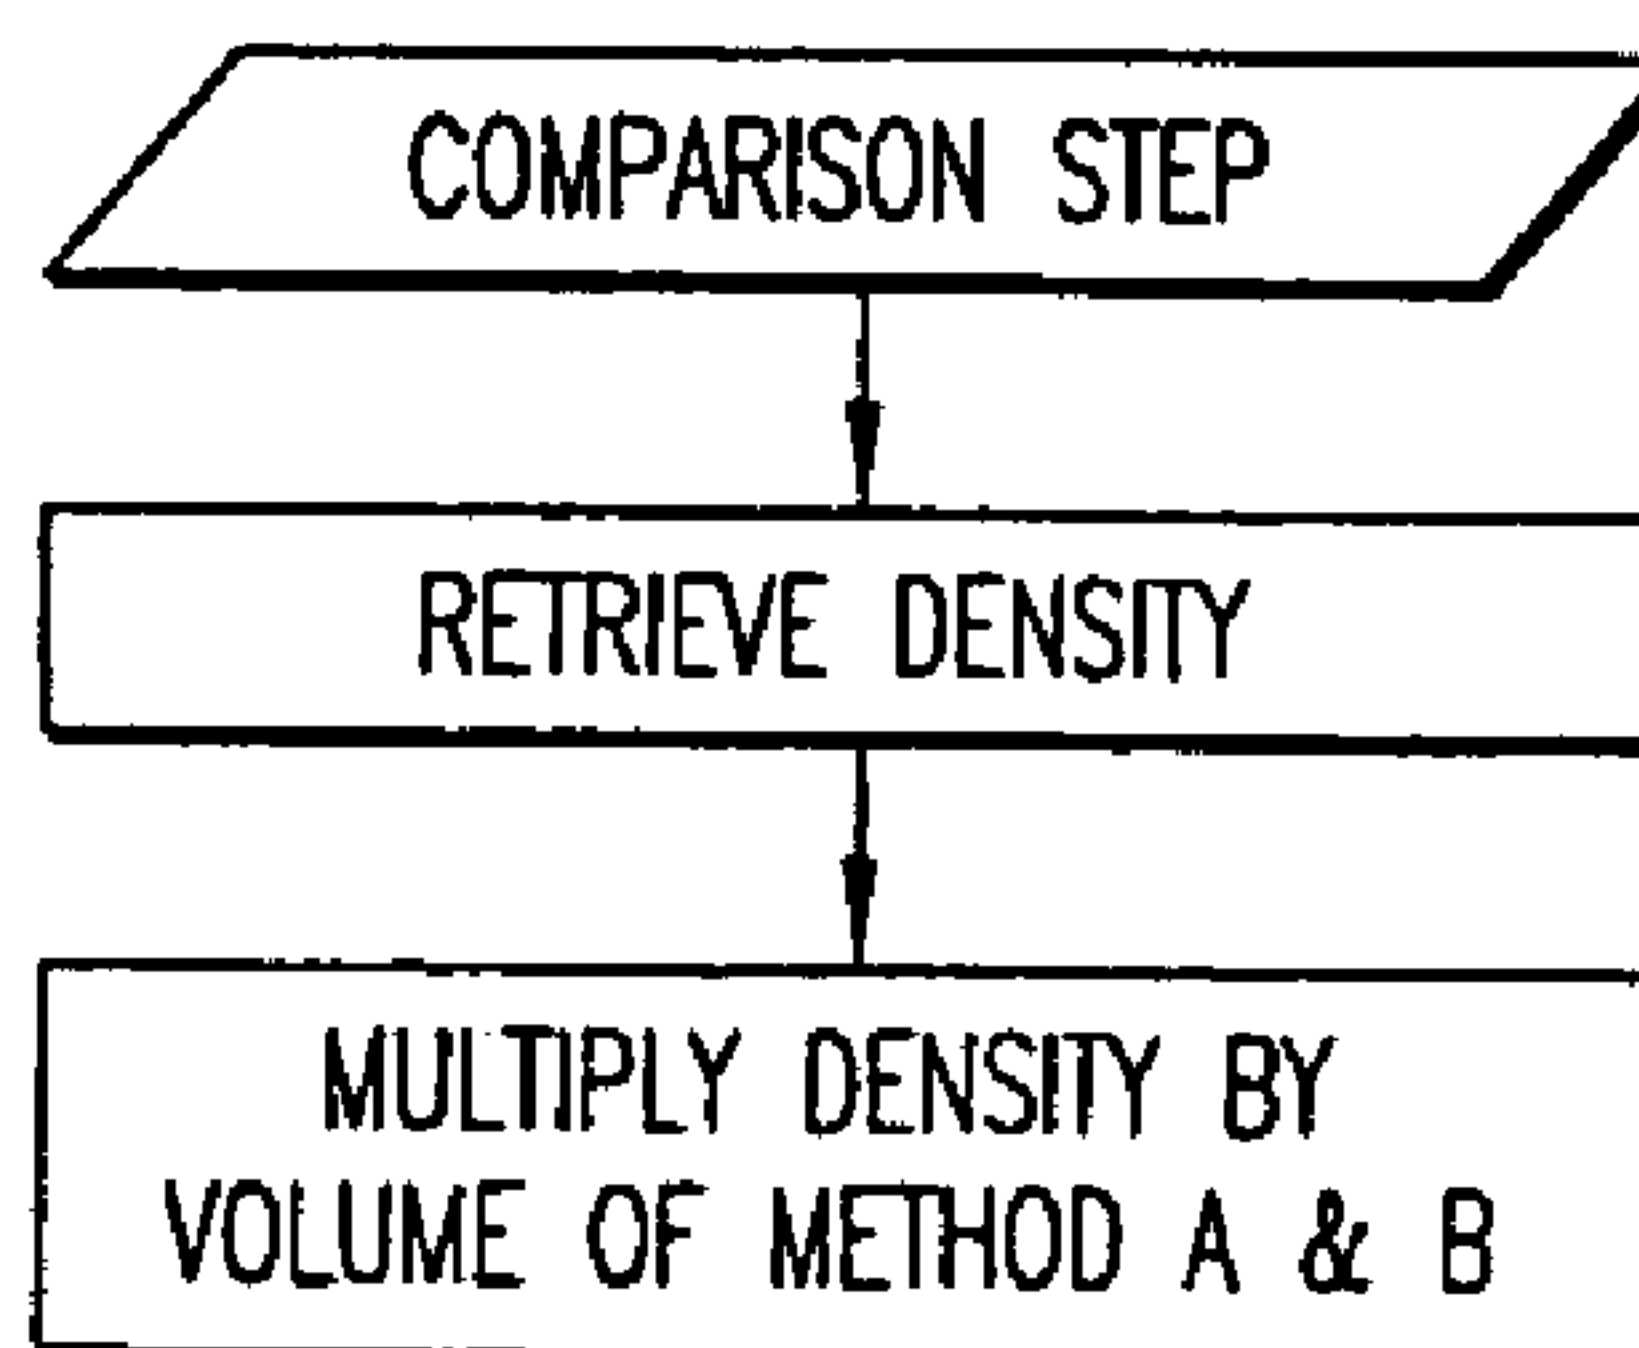 COMPARISON STEP
RETRIEVE DENSITY
MULTIPLY DENSITY BY
VOLUME OF METHOD A & B